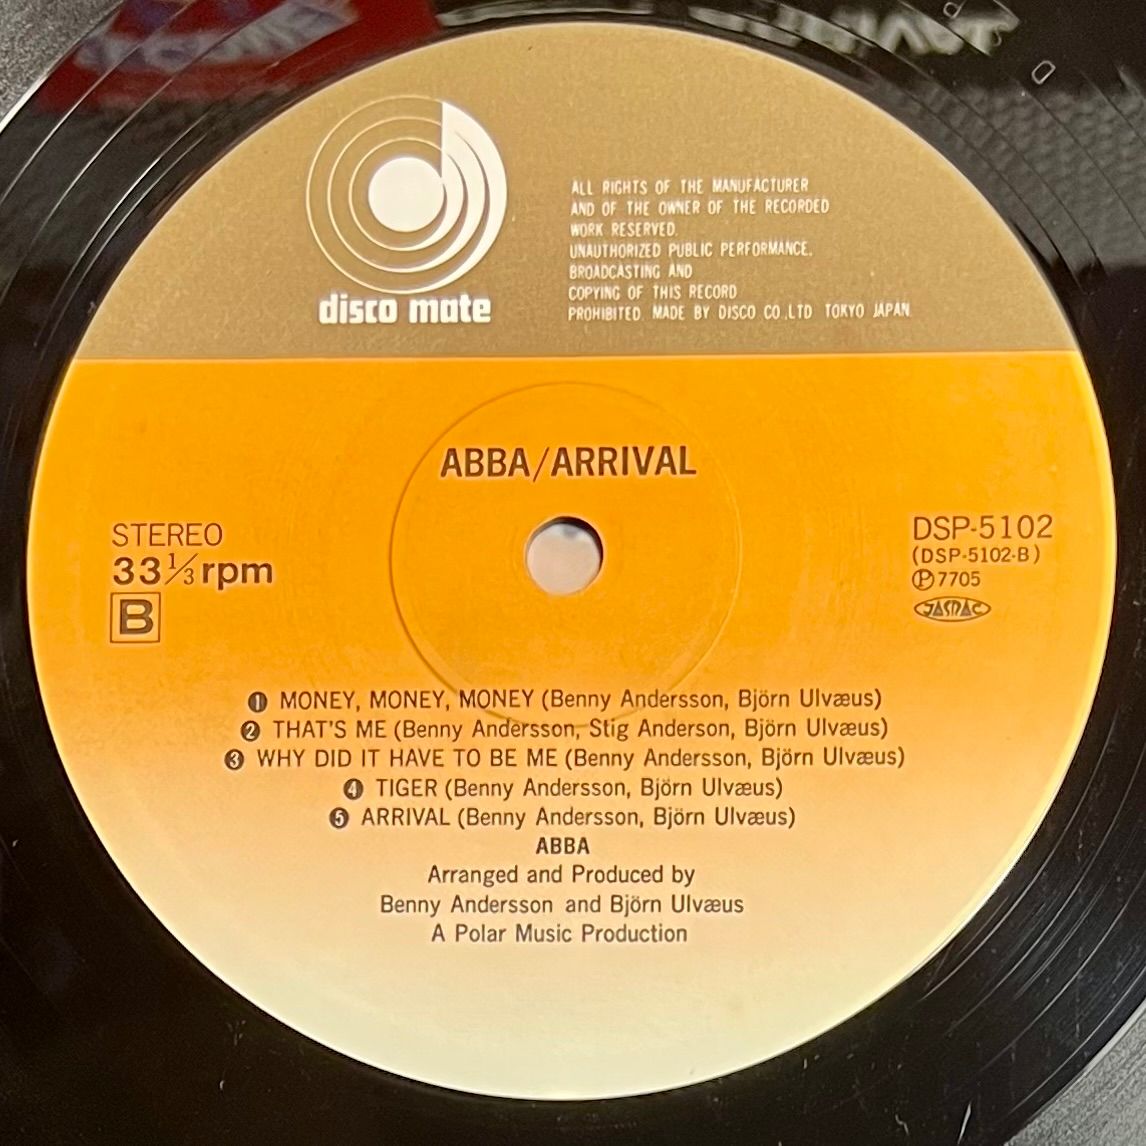 disco mate
ALL RIGHTS OF THE MANUFACTURER
AND OF THE OWNER OF THE RECORDED
WORK RESERVED.
UNAUTHORIZED PUBLIC PERFORMANCE,
BROADCASTING AND
COPYING OF THIS RECORD
PROHIBITED. MADE BY DISCO CO.,LTD TOKYO JAPAN
ABBA/ARRIVAL
STEREO
33 1/3 rpm
B
DSP-5102
(DSP-5102-B)
Ⓟ7705
JASRAC
❶ MONEY, MONEY, MONEY (Benny Andersson, Björn Ulvæus)
❷ THAT'S ME (Benny Andersson, Stig Anderson, Björn Ulvæus)
❸ WHY DID IT HAVE TO BE ME (Benny Andersson, Björn Ulvæus)
❹ TIGER (Benny Andersson, Björn Ulvæus)
❺ ARRIVAL (Benny Andersson, Björn Ulvæus)
ABBA
Arranged and Produced by
Benny Andersson and Björn Ulvæus
A Polar Music Production